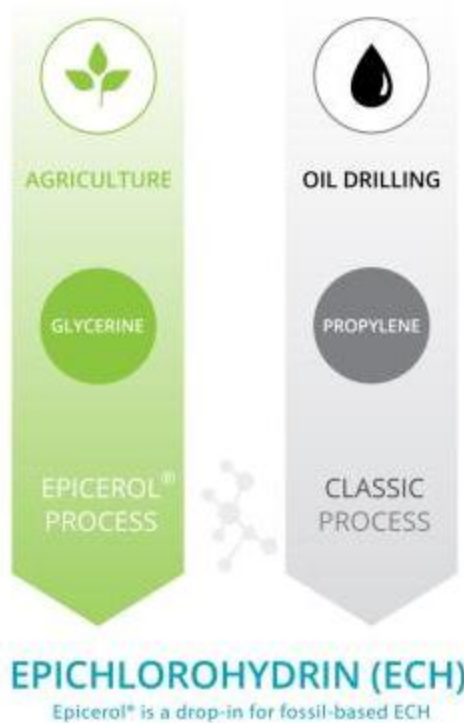 AGRICULTURE
GLYCERINE
EPICEROL®
PROCESS
OIL DRILLING
PROPYLENE
CLASSIC
PROCESS
EPICHLOROHYDRIN (ECH)
Epicerol® is a drop-in for fossil-based ECH